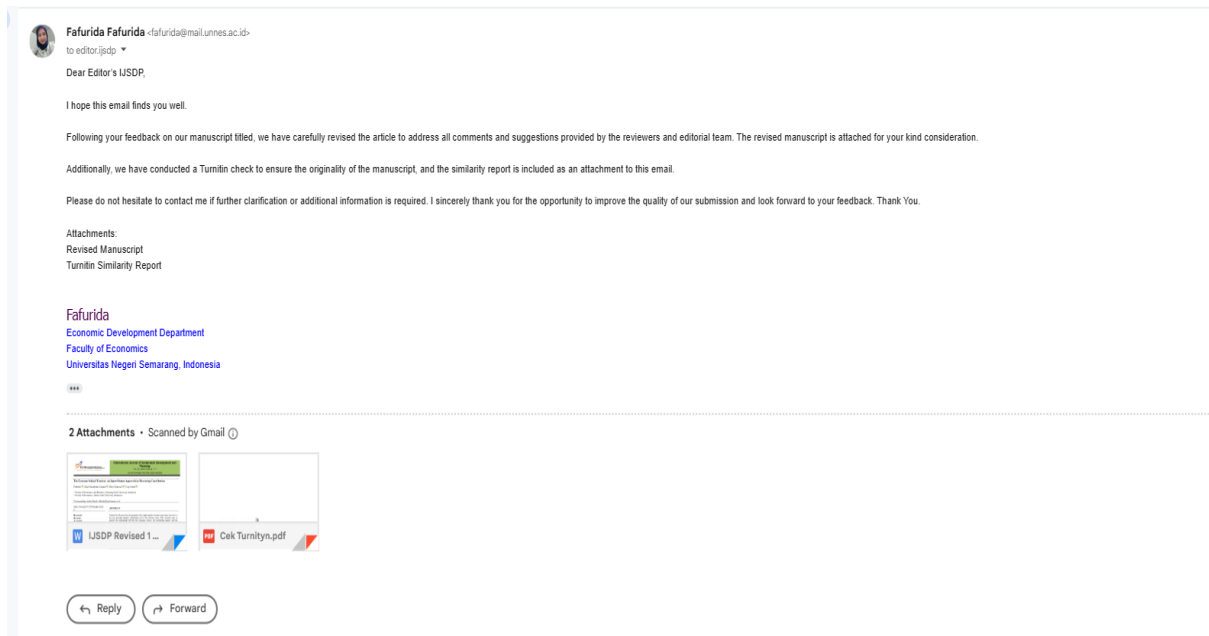 Fafurida Fafurida <fafurida@mail.unnes.ac.id>
to editor.ijsdp
Dear Editor's IJSDP,
I hope this email finds you well.
Following your feedback on our manuscript titled, we have carefully revised the article to address all comments and suggestions provided by the reviewers and editorial team. The revised manuscript is attached for your kind consideration.
Additionally, we have conducted a Turnitin check to ensure the originality of the manuscript, and the similarity report is included as an attachment to this email.
Please do not hesitate to contact me if further clarification or additional information is required. I sincerely thank you for the opportunity to improve the quality of our submission and look forward to your feedback. Thank You.
Attachments:
Revised Manuscript
Turnitin Similarity Report
Fafurida
Economic Development Department
Faculty of Economics
Universitas Negeri Semarang, Indonesia
2 Attachments • Scanned by Gmail
W IJSDP Revised 1 ...
PDF Cek Turnityn.pdf
Reply
Forward